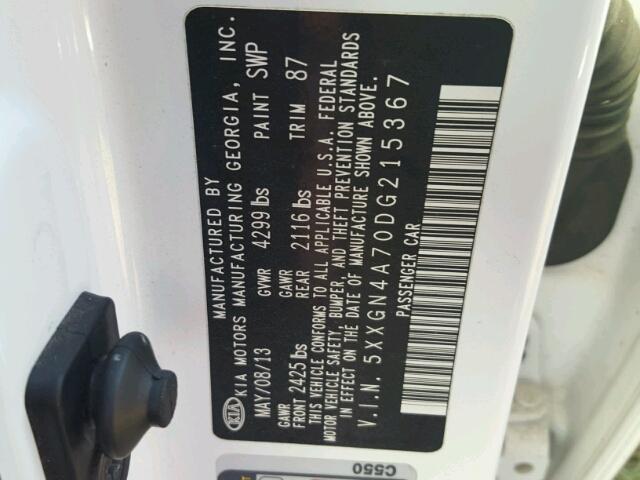 MANUFACTURED BY
KIA KIA MOTORS MANUFACTURING GEORGIA, INC.
MAY/08/13 GVWR 4299 lbs PAINT SWP
GAWR FRONT 2425 lbs GAWR REAR 2116 lbs TRIM 87
THIS VEHICLE CONFORMS TO ALL APPLICABLE U.S.A. FEDERAL
MOTOR VEHICLE SAFETY, BUMPER, AND THEFT PREVENTION STANDARDS
IN EFFECT ON THE DATE OF MANUFACTURE SHOWN ABOVE.
V.I.N. 5XXGN4A70DG215367
PASSENGER CAR
C550